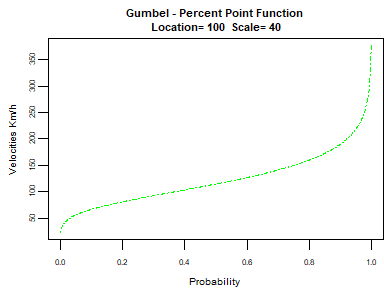 Gumbel - Percent Point Function
Location= 100  Scale= 40
Velocities Km/h
350
300
250
200
150
100
50
0.0 0.2 0.4 0.6 0.8 1.0
Probability